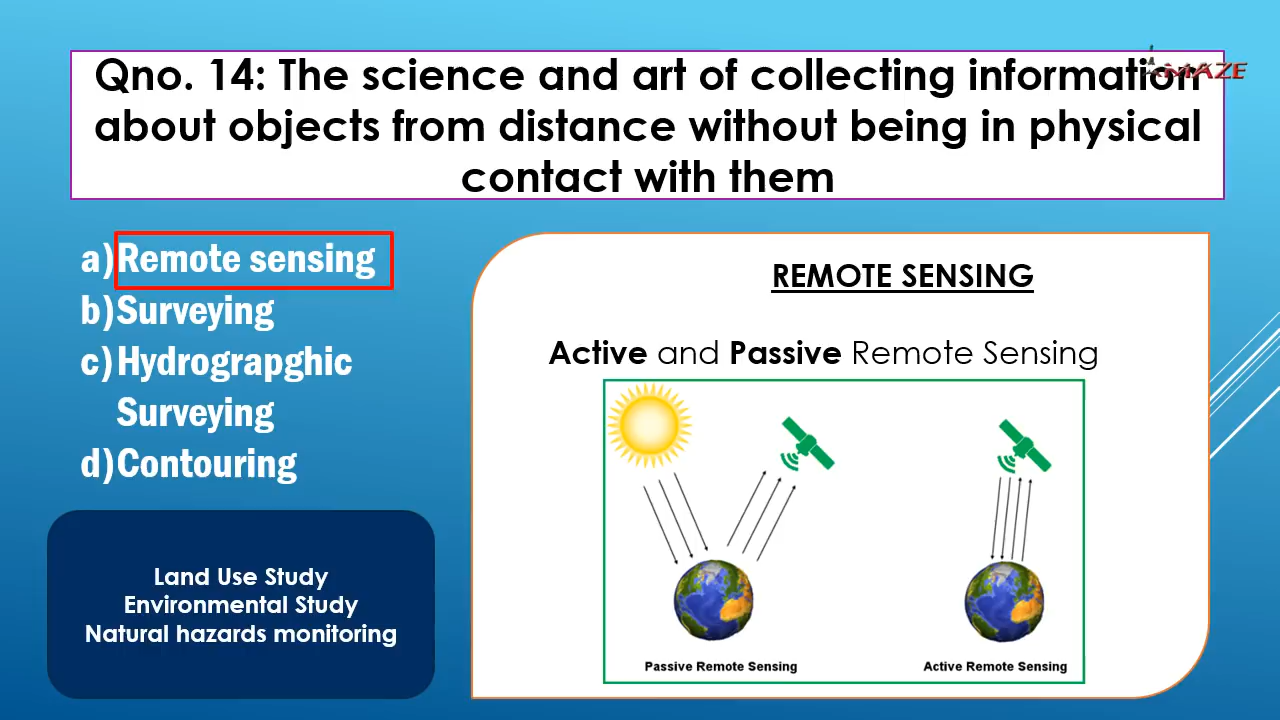 Qno. 14: The science and art of collecting information
about objects from distance without being in physical
contact with them
MAZE
a) Remote sensing
b) Surveying
c) Hydrograpghic
Surveying
d) Contouring
Land Use Study
Environmental Study
Natural hazards monitoring
REMOTE SENSING
Active and Passive Remote Sensing
Passive Remote Sensing
Active Remote Sensing